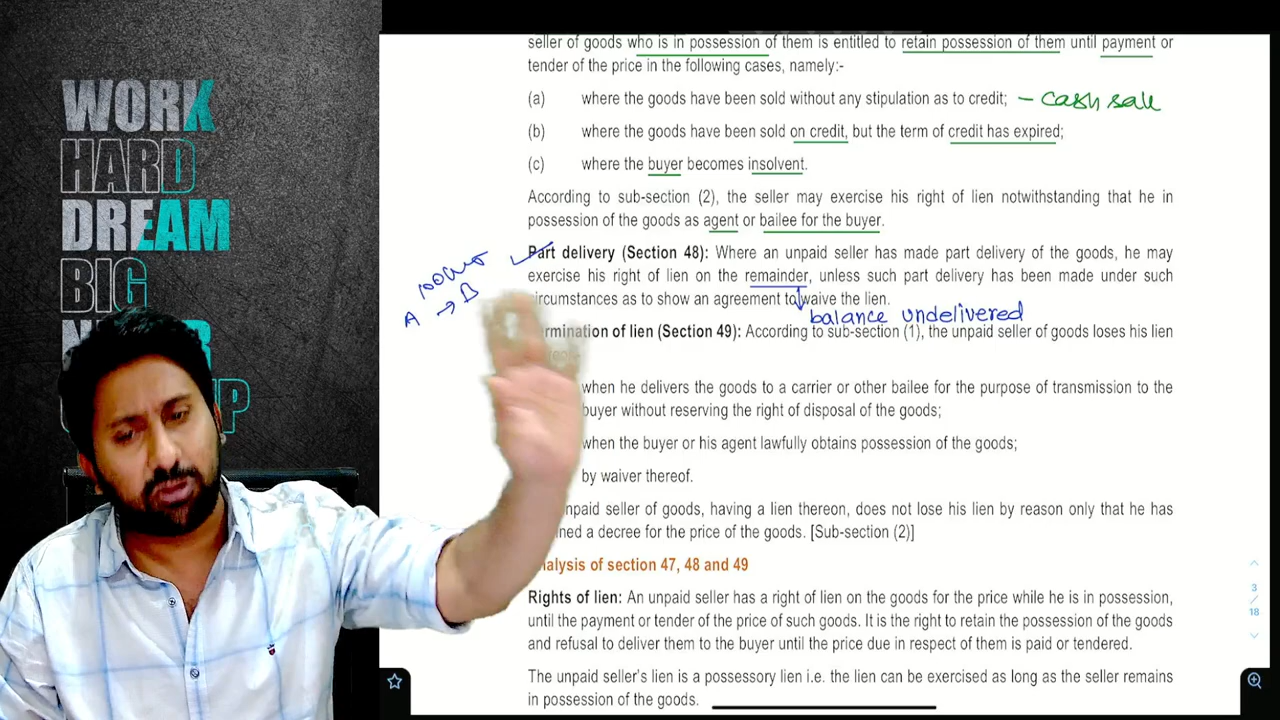 WORK
HARD
DREAM
BIG
seller of goods who is in possession of them is entitled to retain possession of them until payment or
tender of the price in the following cases, namely:-
(a) where the goods have been sold without any stipulation as to credit; – cash sale
(b) where the goods have been sold on credit, but the term of credit has expired;
(c) where the buyer becomes insolvent.
According to sub-section (2), the seller may exercise his right of lien notwithstanding that he in
possession of the goods as agent or bailee for the buyer.
Part delivery (Section 48): Where an unpaid seller has made part delivery of the goods, he may
exercise his right of lien on the remainder, unless such part delivery has been made under such
circumstances as to show an agreement to waive the lien.
A → B
balance undelivered
mination of lien (Section 49): According to sub-section (1), the unpaid seller of goods loses his lien
when he delivers the goods to a carrier or other bailee for the purpose of transmission to the
buyer without reserving the right of disposal of the goods;
when the buyer or his agent lawfully obtains possession of the goods;
by waiver thereof.
npaid seller of goods, having a lien thereon, does not lose his lien by reason only that he has
ned a decree for the price of the goods. [Sub-section (2)]
alysis of section 47, 48 and 49
Rights of lien: An unpaid seller has a right of lien on the goods for the price while he is in possession,
until the payment or tender of the price of such goods. It is the right to retain the possession of the goods
and refusal to deliver them to the buyer until the price due in respect of them is paid or tendered.
The unpaid seller's lien is a possessory lien i.e. the lien can be exercised as long as the seller remains
in possession of the goods.
3
/
18